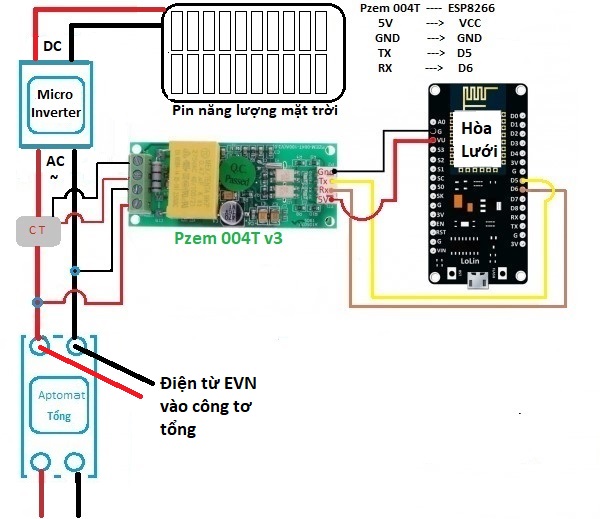 Pzem 004T ---- ESP8266
5V ---> VCC
GND ---> GND
TX ---> D5
RX ---> D6
DC
Micro
Inverter
Pin năng lượng mặt trời
AC
~
CT
QC
Passed
Gnd
Tx
Rx
5V
Pzem 004T v3
Hòa
Lưới
A0
G
VU
S3
S2
S1
SC
S0
SK
G
3V
EN
RST
G
VIN
D0
D1
D2
D3
D4
3V
G
D5
D6
D7
D8
RX
TX
G
3V
LoLin
Aptomat
Tổng
Điện từ EVN
vào công tơ
tổng